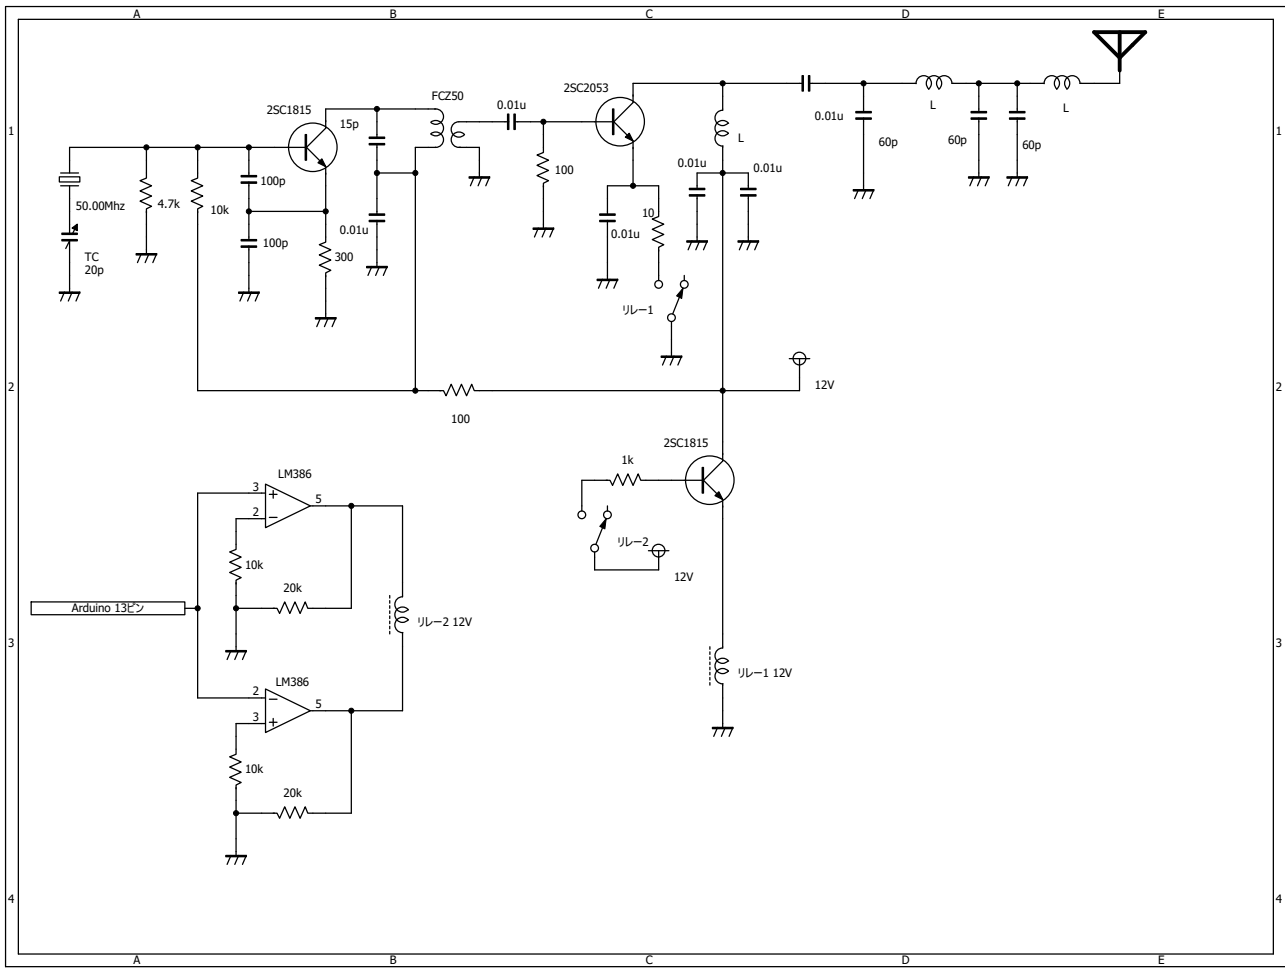 A
B
C
D
E
1
1
2SC1815
15p
FCZ50
0.01u
2SC2053
L
0.01u
L
L
60p
60p
60p
100
0.01u
0.01u
50.00Mhz
4.7k
10k
100p
TC
20p
100p
300
0.01u
0.01u
10
リレー1
2
2
12V
100
2SC1815
1k
リレー2
12V
LM386
3
+
2
−
5
10k
20k
Arduino 13ピン
リレー2 12V
3
3
リレー1 12V
LM386
2
−
3
+
5
10k
20k
4
4
A
B
C
D
E